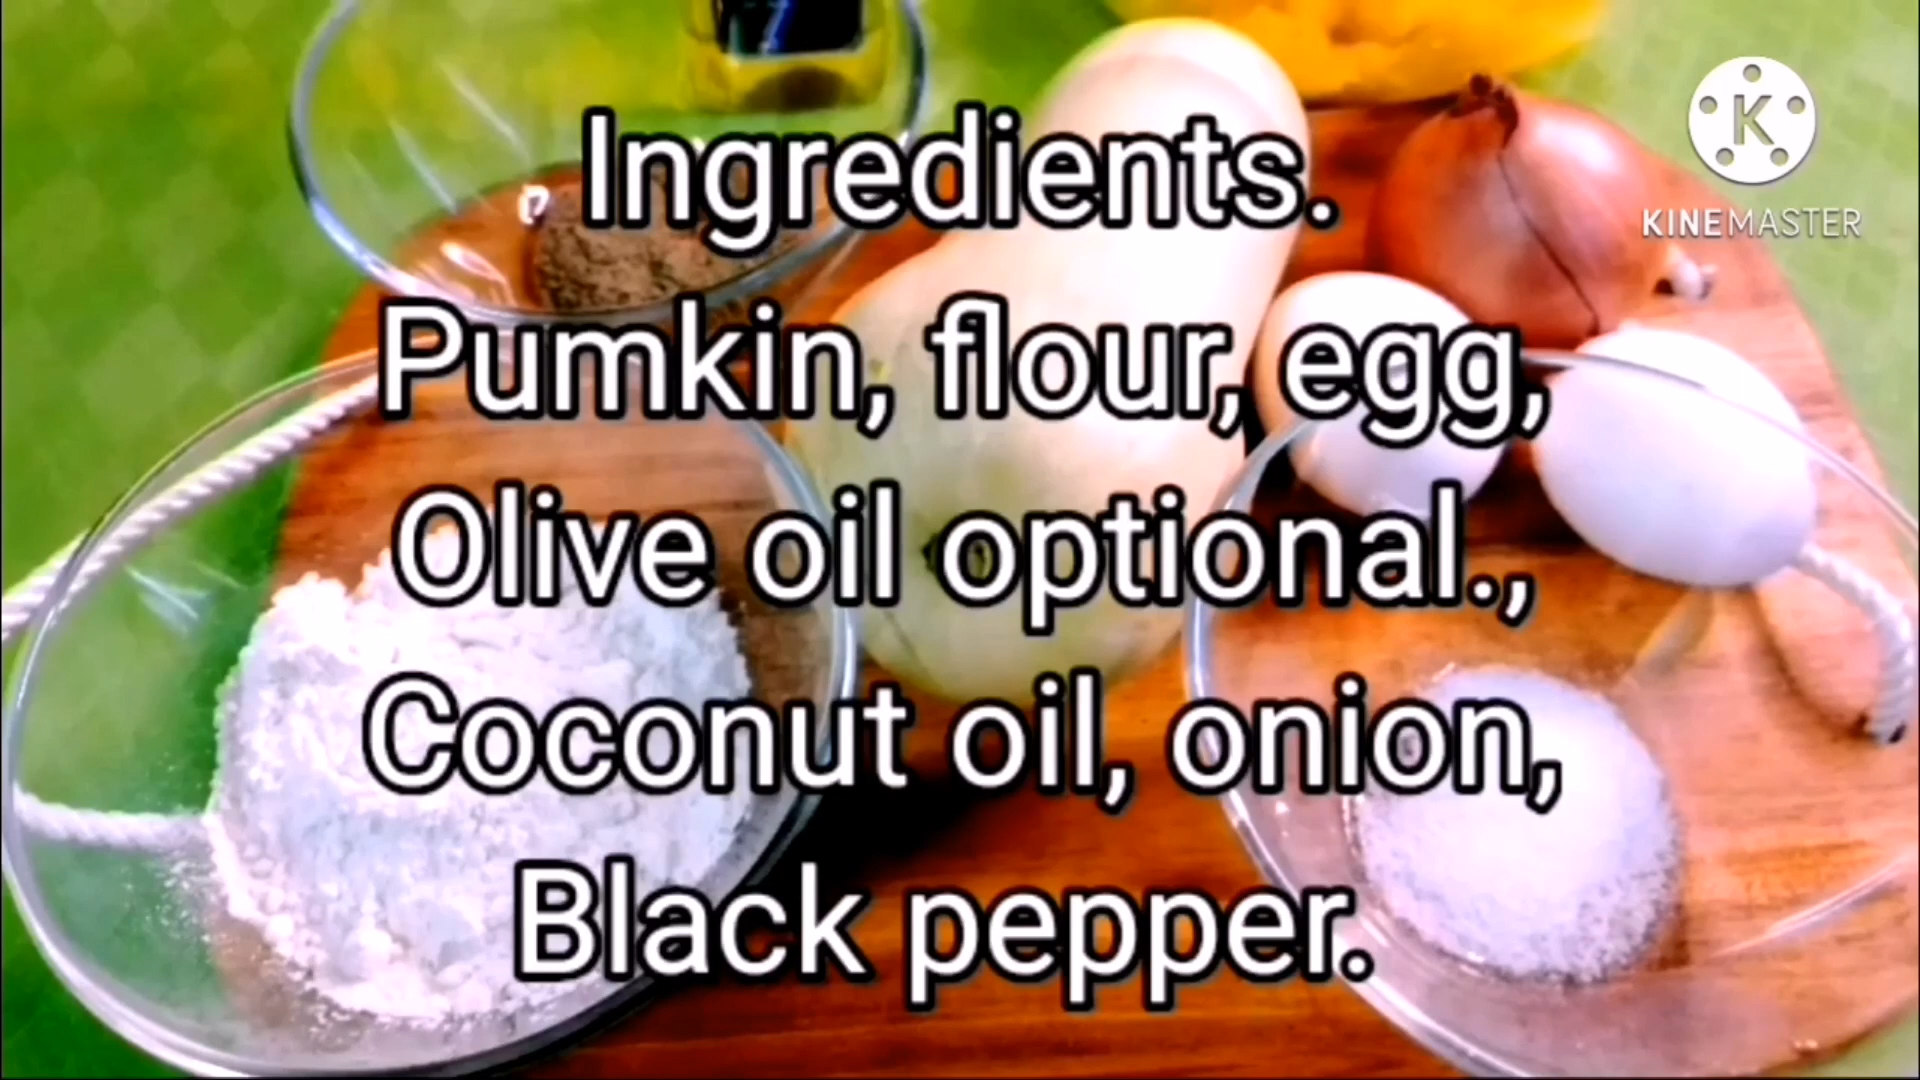 Ingredients.
Pumkin, flour, egg,
Olive oil optional.,
Coconut oil, onion,
Black pepper.
K
KINEMASTER